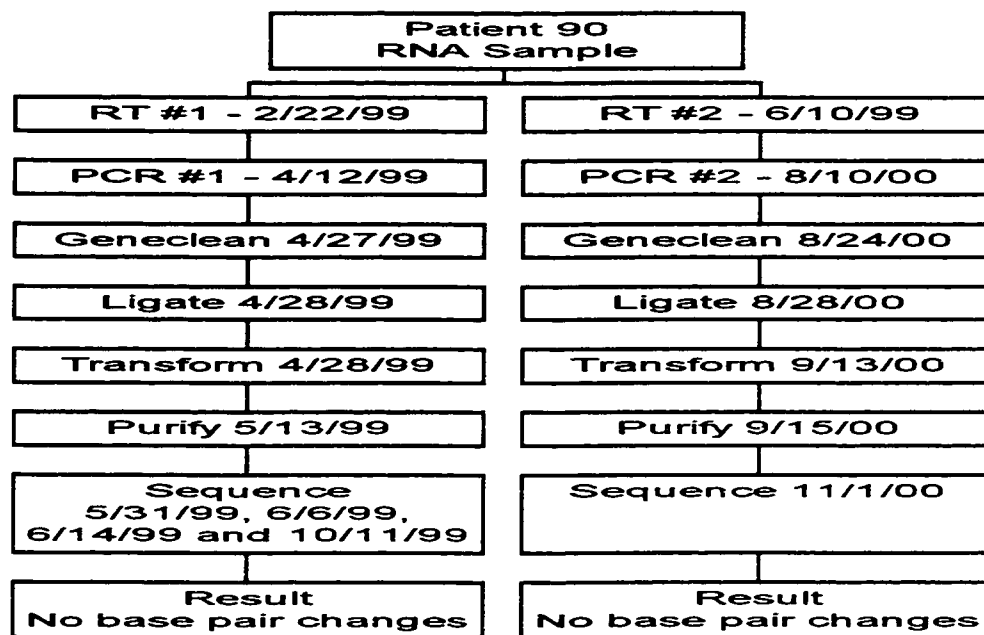 Patient 90
RNA Sample
RT #1 - 2/22/99
PCR #1 - 4/12/99
Geneclean 4/27/99
Ligate 4/28/99
Transform 4/28/99
Purify 5/13/99
Sequence
5/31/99, 6/6/99,
6/14/99 and 10/11/99
Result
No base pair changes
RT #2 - 6/10/99
PCR #2 - 8/10/00
Geneclean 8/24/00
Ligate 8/28/00
Transform 9/13/00
Purify 9/15/00
Sequence 11/1/00
Result
No base pair changes